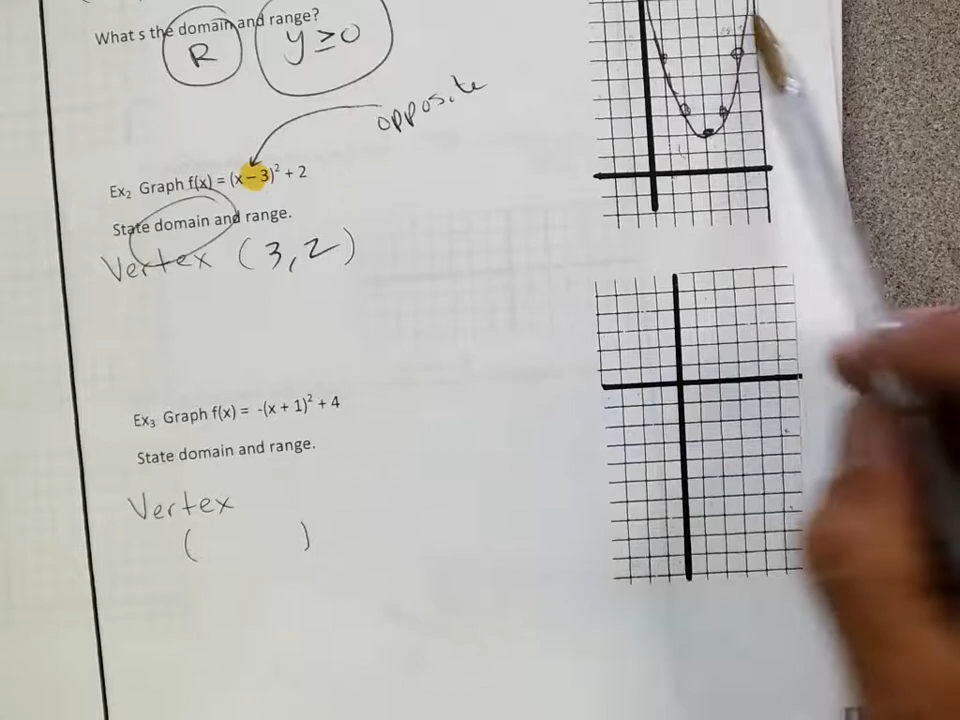 What s the domain and range?
R y ≥ 0
opposite
Ex₂ Graph f(x) = (x – 3)² + 2
State domain and range.
Vertex (3,2)
Ex₃ Graph f(x) = -(x + 1)² + 4
State domain and range.
Vertex
( )